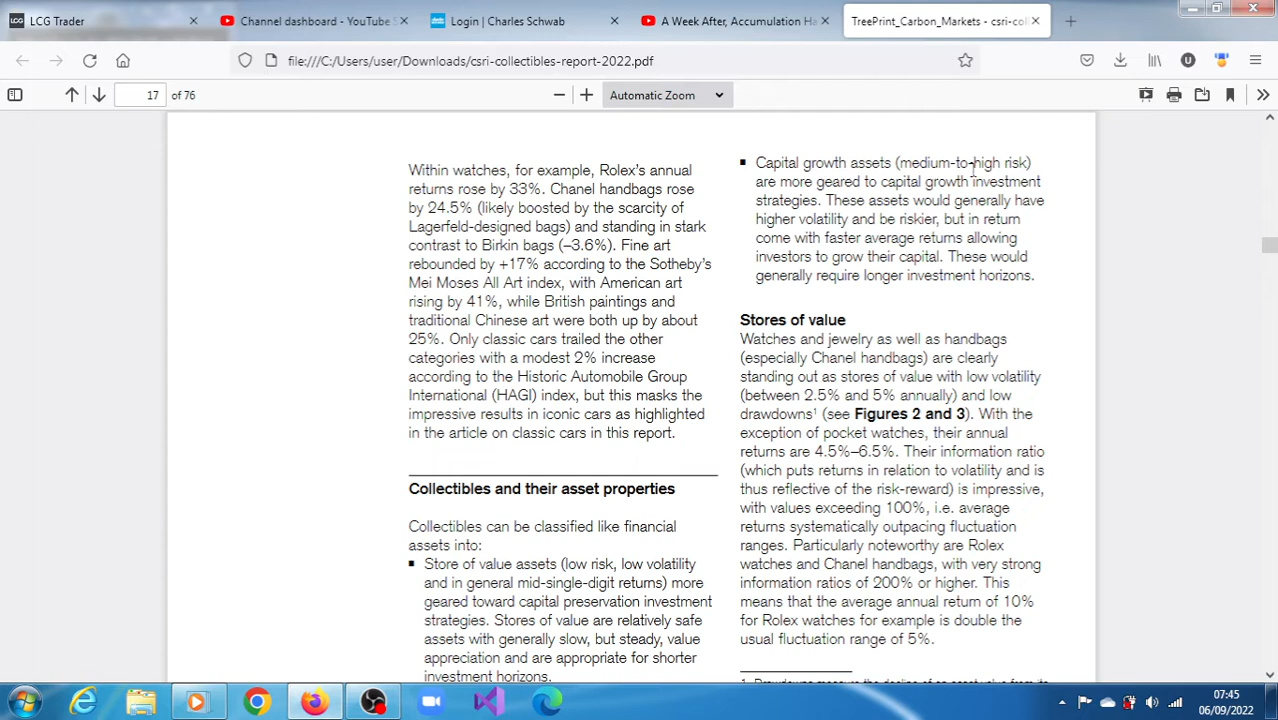 LCG Trader
Channel dashboard - YouTube S
Login | Charles Schwab
A Week After, Accumulation Ha
TreePrint_Carbon_Markets - csri-coll
file:///C:/Users/user/Downloads/csri-collectibles-report-2022.pdf
17 of 76
Automatic Zoom
Within watches, for example, Rolex's annual
returns rose by 33%. Chanel handbags rose
by 24.5% (likely boosted by the scarcity of
Lagerfeld-designed bags) and standing in stark
contrast to Birkin bags (–3.6%). Fine art
rebounded by +17% according to the Sotheby's
Mei Moses All Art index, with American art
rising by 41%, while British paintings and
traditional Chinese art were both up by about
25%. Only classic cars trailed the other
categories with a modest 2% increase
according to the Historic Automobile Group
International (HAGI) index, but this masks the
impressive results in iconic cars as highlighted
in the article on classic cars in this report.
Collectibles and their asset properties
Collectibles can be classified like financial
assets into:
▪ Store of value assets (low risk, low volatility
and in general mid-single-digit returns) more
geared toward capital preservation investment
strategies. Stores of value are relatively safe
assets with generally slow, but steady, value
appreciation and are appropriate for shorter
investment horizons.
▪ Capital growth assets (medium-to-high risk)
are more geared to capital growth investment
strategies. These assets would generally have
higher volatility and be riskier, but in return
come with faster average returns allowing
investors to grow their capital. These would
generally require longer investment horizons.
Stores of value
Watches and jewelry as well as handbags
(especially Chanel handbags) are clearly
standing out as stores of value with low volatility
(between 2.5% and 5% annually) and low
drawdowns¹ (see Figures 2 and 3). With the
exception of pocket watches, their annual
returns are 4.5%–6.5%. Their information ratio
(which puts returns in relation to volatility and is
thus reflective of the risk-reward) is impressive,
with values exceeding 100%, i.e. average
returns systematically outpacing fluctuation
ranges. Particularly noteworthy are Rolex
watches and Chanel handbags, with very strong
information ratios of 200% or higher. This
means that the average annual return of 10%
for Rolex watches for example is double the
usual fluctuation range of 5%.
1. Drawdowns measure the decline of an asset value from its
07:45
06/09/2022